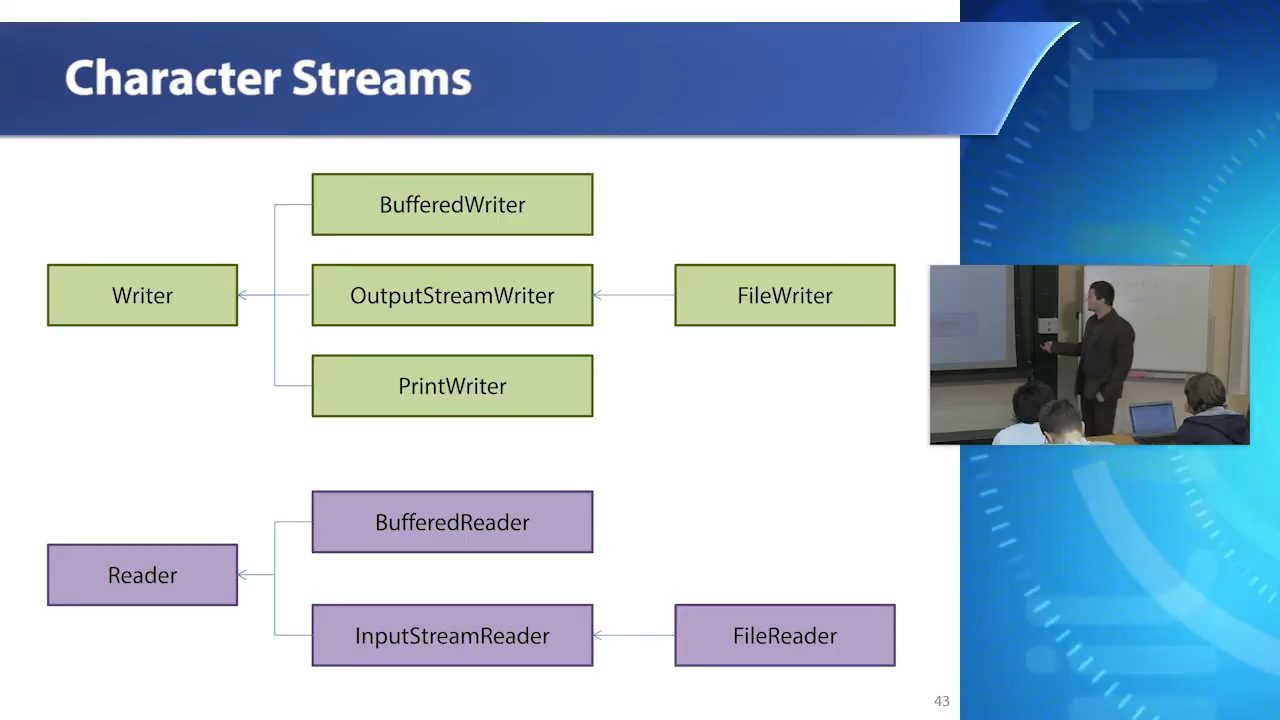 Character Streams
BufferedWriter
Writer
OutputStreamWriter
FileWriter
PrintWriter
BufferedReader
Reader
InputStreamReader
FileReader
43